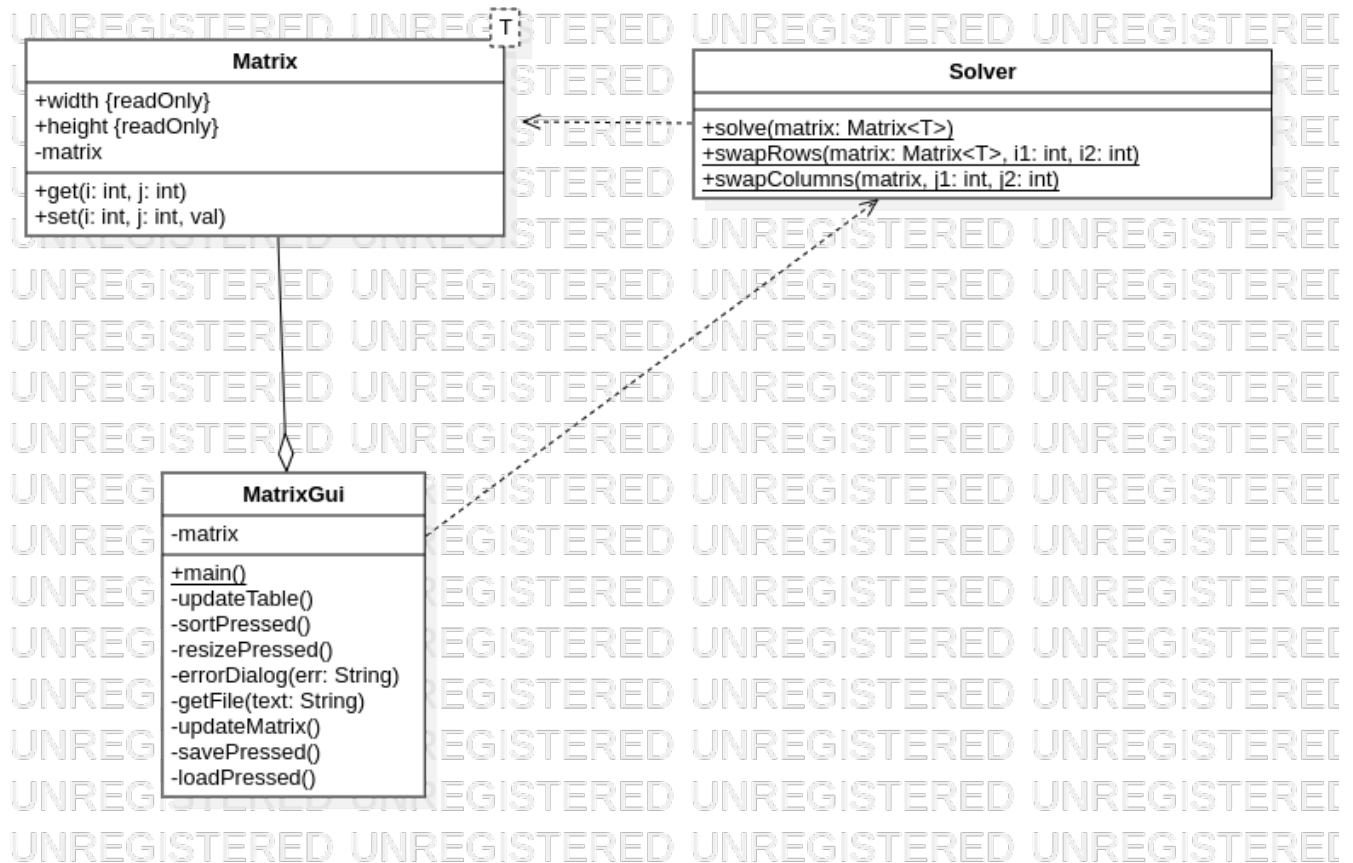 T
Matrix
+width {readOnly}
+height {readOnly}
-matrix
+get(i: int, j: int)
+set(i: int, j: int, val)
Solver
+solve(matrix: Matrix<T>)
+swapRows(matrix: Matrix<T>, i1: int, i2: int)
+swapColumns(matrix, j1: int, j2: int)
MatrixGui
-matrix
+main()
-updateTable()
-sortPressed()
-resizePressed()
-errorDialog(err: String)
-getFile(text: String)
-updateMatrix()
-savePressed()
-loadPressed()
UNREGISTERED UNREGISTERED UNREGISTERED UNREGISTERED